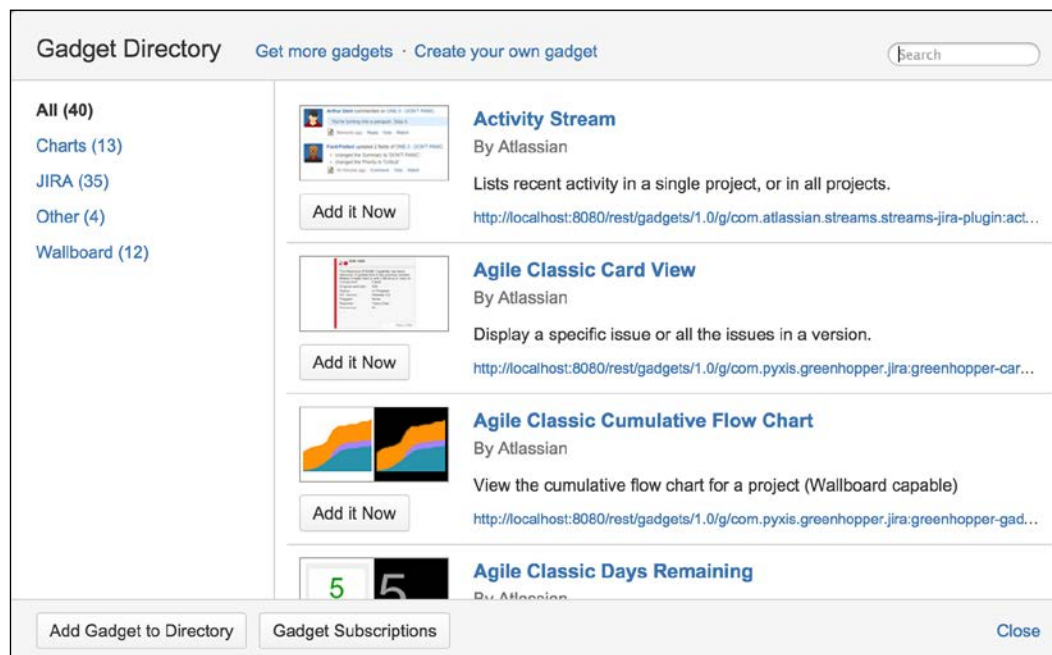 Gadget Directory Get more gadgets · Create your own gadget Search
All (40)
Charts (13)
JIRA (35)
Other (4)
Wallboard (12)
Activity Stream
By Atlassian
Lists recent activity in a single project, or in all projects.
http://localhost:8080/rest/gadgets/1.0/g/com.atlassian.streams.streams-jira-plugin:act...
Add it Now
Agile Classic Card View
By Atlassian
Display a specific issue or all the issues in a version.
http://localhost:8080/rest/gadgets/1.0/g/com.pyxis.greenhopper.jira:greenhopper-car...
Add it Now
Agile Classic Cumulative Flow Chart
By Atlassian
View the cumulative flow chart for a project (Wallboard capable)
http://localhost:8080/rest/gadgets/1.0/g/com.pyxis.greenhopper.jira:greenhopper-gad...
Add it Now
5 5
Agile Classic Days Remaining
By Atlassian
Add Gadget to Directory Gadget Subscriptions Close